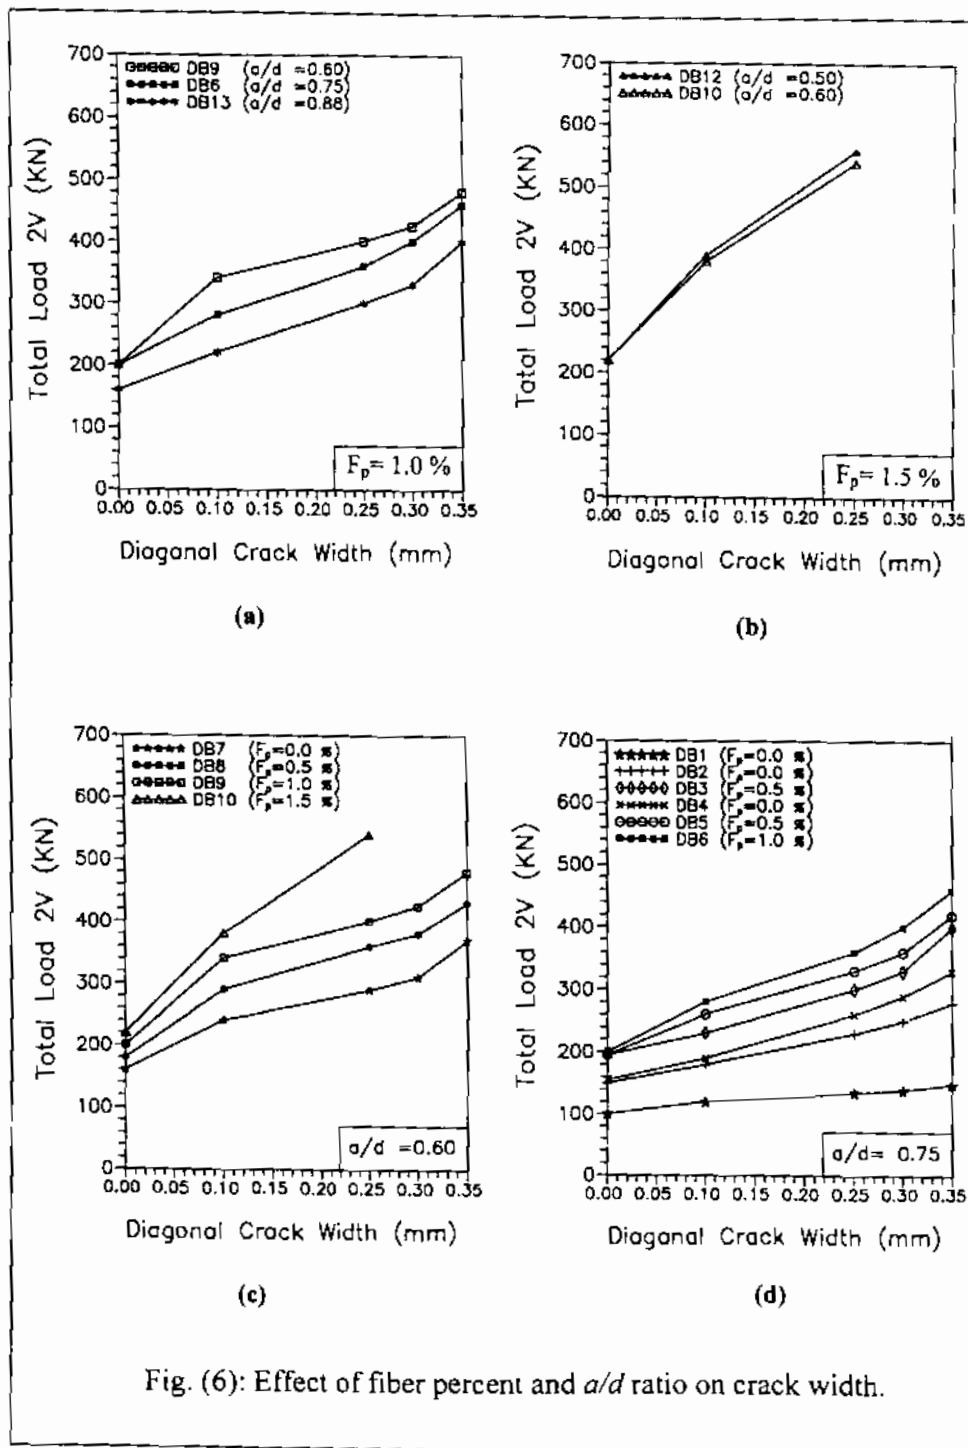 700
600
500
400
300
200
100
0
Total Load 2V (KN)
DB9 (a/d =0.60)
DB6 (a/d =0.75)
DB13 (a/d =0.88)
Fp= 1.0 %
0.00 0.05 0.10 0.15 0.20 0.25 0.30 0.35
Diagonal Crack Width (mm)
(a)
700
600
500
400
300
200
100
0
Tatal Load 2V (KN)
DB12 (a/d =0.50)
DB10 (a/d =0.60)
Fp= 1.5 %
0.00 0.05 0.10 0.15 0.20 0.25 0.30 0.35
Diagonal Crack Width (mm)
(b)
700
600
500
400
300
200
100
0
Total Load 2V (KN)
DB7 (Fp=0.0 %)
DB8 (Fp=0.5 %)
DB9 (Fp=1.0 %)
DB10 (Fp=1.5 %)
a/d =0.60
0.00 0.05 0.10 0.15 0.20 0.25 0.30 0.35
Diagonal Crack Width (mm)
(c)
700
600
500
400
300
200
100
0
Total Load 2V (KN)
DB1 (Fp=0.0 %)
DB2 (Fp=0.0 %)
DB3 (Fp=0.5 %)
DB4 (Fp=0.0 %)
DB5 (Fp=0.5 %)
DB6 (Fp=1.0 %)
a/d= 0.75
0.00 0.05 0.10 0.15 0.20 0.25 0.30 0.35
Diagonal Crack Width (mm)
(d)
Fig. (6): Effect of fiber percent and a/d ratio on crack width.